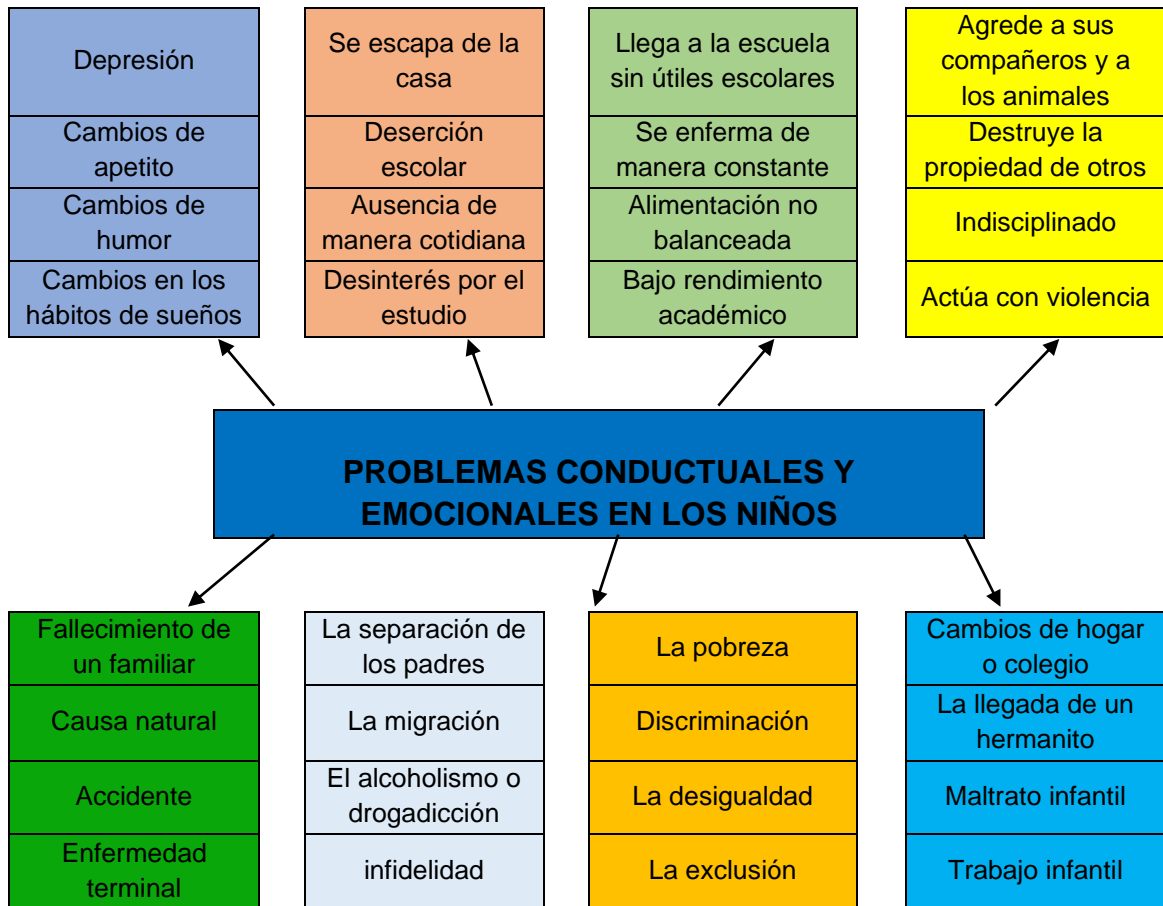 Depresión
Cambios de
apetito
Cambios de
humor
Cambios en los
hábitos de sueños
Se escapa de la
casa
Deserción
escolar
Ausencia de
manera cotidiana
Desinterés por el
estudio
Llega a la escuela
sin útiles escolares
Se enferma de
manera constante
Alimentación no
balanceada
Bajo rendimiento
académico
Agrede a sus
compañeros y a
los animales
Destruye la
propiedad de otros
Indisciplinado
Actúa con violencia
PROBLEMAS CONDUCTUALES Y
EMOCIONALES EN LOS NIÑOS
Fallecimiento de
un familiar
Causa natural
Accidente
Enfermedad
terminal
La separación de
los padres
La migración
El alcoholismo o
drogadicción
infidelidad
La pobreza
Discriminación
La desigualdad
La exclusión
Cambios de hogar
o colegio
La llegada de un
hermanito
Maltrato infantil
Trabajo infantil